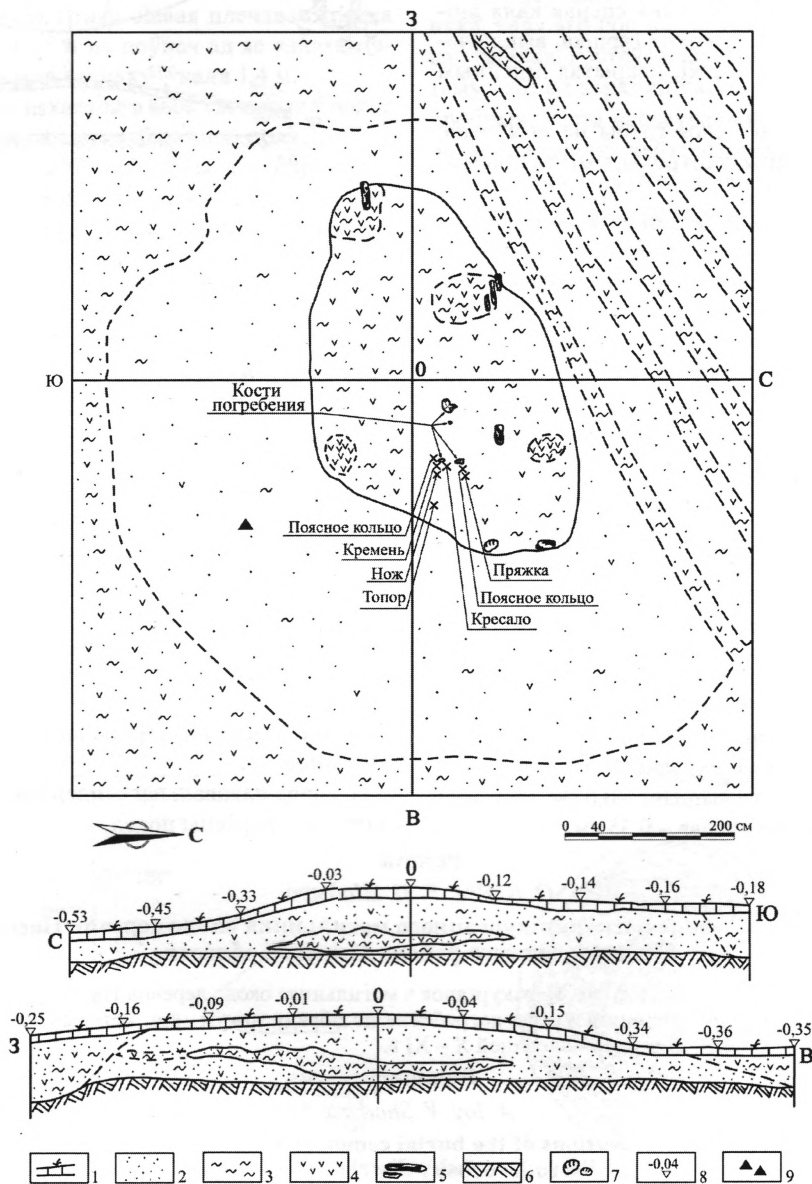 З
Ю
0
С
Кости
погребения
Поясное кольцо
Кремень
Нож
Топор
Пряжка
Поясное кольцо
Кресало
В
С
0 40 200 см
-0,53 -0,45 -0,33 -0,03 0 -0,12 -0,14 -0,16 -0,18
С Ю
-0,25 -0,16 -0,09 -0,01 0 -0,04 -0,15 -0,34 -0,36 -0,35
З В
1 2 3 4 5 6 7 -0,04 8 9